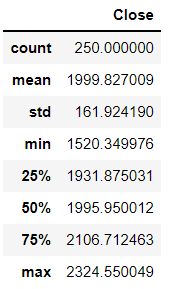 Close
count 250.000000
mean 1999.827009
std 161.924190
min 1520.349976
25% 1931.875031
50% 1995.950012
75% 2106.712463
max 2324.550049